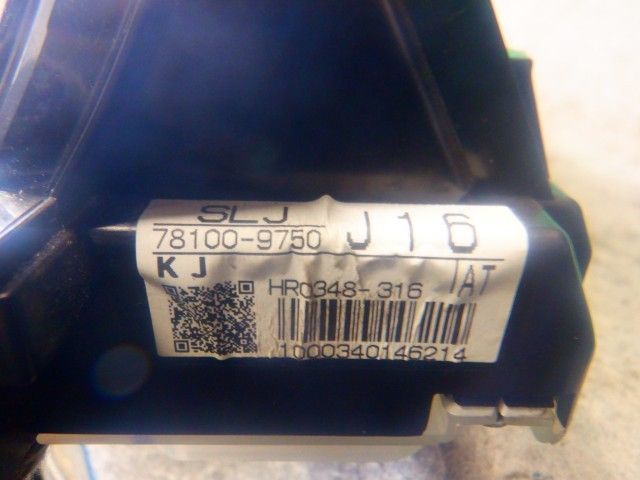 SLJ
78100-9750 J16
KJ
HR0348-316 AT
1000340146214